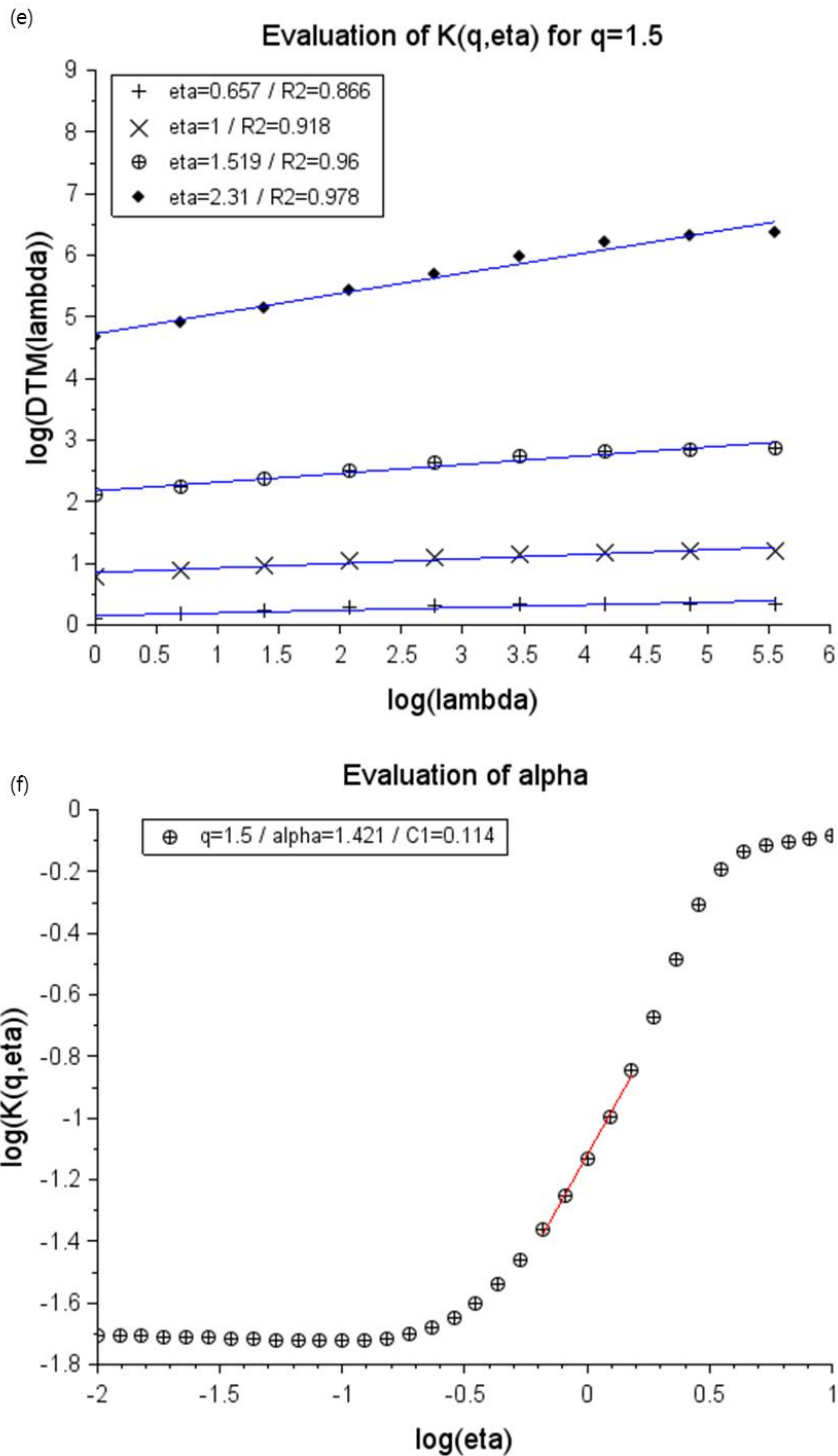 (e)
Evaluation of K(q,eta) for q=1.5
9
8
7
6
5
4
3
2
1
0
eta=0.657 / R2=0.866
eta=1 / R2=0.918
eta=1.519 / R2=0.96
eta=2.31 / R2=0.978
log(DTM(lambda))
0 0.5 1 1.5 2 2.5 3 3.5 4 4.5 5 5.5 6
log(lambda)
(f)
Evaluation of alpha
0
-0.2
-0.4
-0.6
-0.8
-1
-1.2
-1.4
-1.6
-1.8
q=1.5 / alpha=1.421 / C1=0.114
log(K(q,eta))
-2 -1.5 -1 -0.5 0 0.5 1
log(eta)